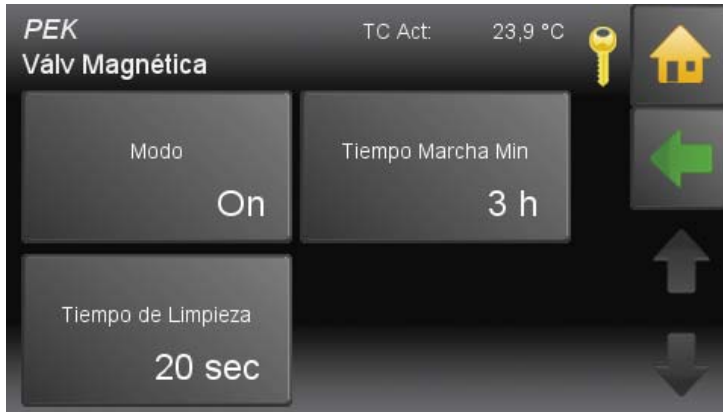 PEK
TC Act: 23,9 °C
Válv Magnética
Modo
On
Tiempo Marcha Min
3 h
Tiempo de Limpieza
20 sec